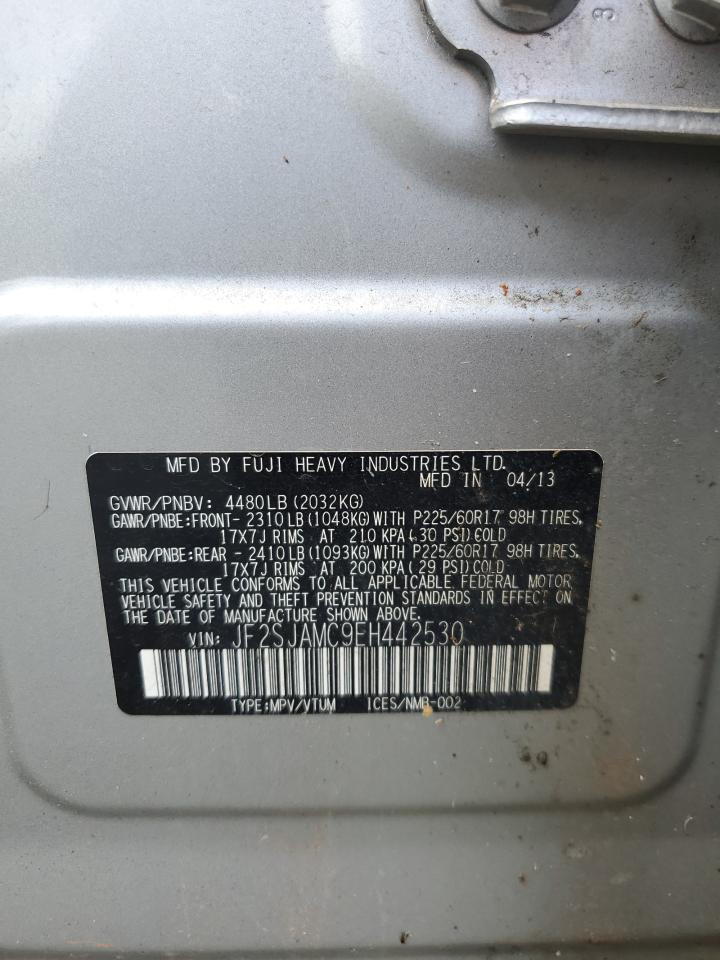 8
MFD BY FUJI HEAVY INDUSTRIES LTD.
MFD IN 04/13
GVWR/PNBV: 4480LB(2032KG)
GAWR/PNBE:FRONT- 2310LB(1048KG)WITH P225/60R17 98H TIRES,
17X7J RIMS AT 210 KPA( 30 PSI)COLD
GAWR/PNBE:REAR - 2410LB(1093KG)WITH P225/60R17 98H TIRES,
17X7J RIMS AT 200 KPA( 29 PSI)COLD
THIS VEHICLE CONFORMS TO ALL APPLICABLE FEDERAL MOTOR
VEHICLE SAFETY AND THEFT PREVENTION STANDARDS IN EFFECT ON
THE DATE OF MANUFACTURE SHOWN ABOVE.
VIN: JF2SJAMC9EH442530
TYPE:MPV/VTUM ICES/NMB-002